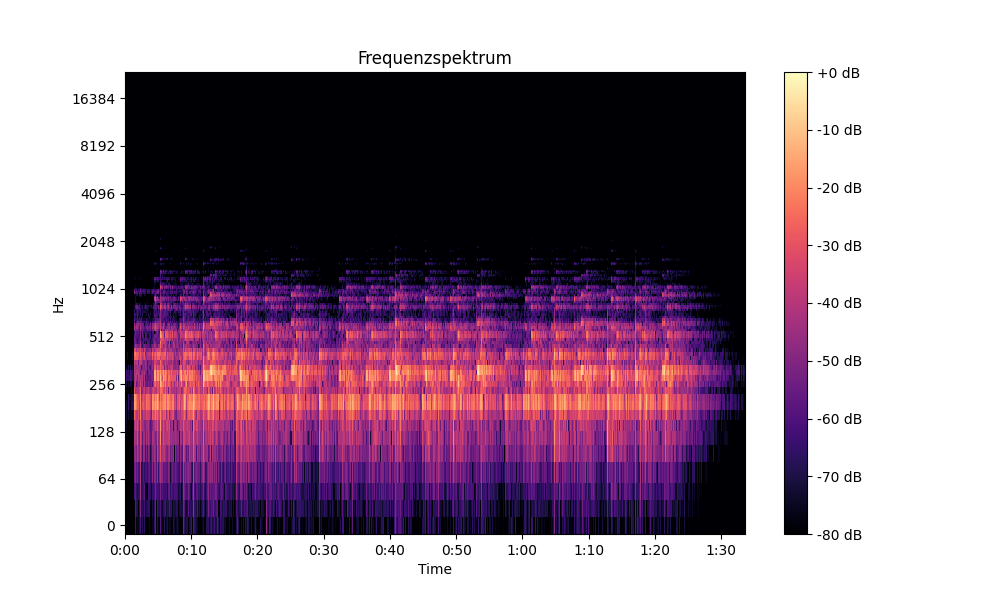 Frequenzspektrum
Hz
16384
8192
4096
2048
1024
512
256
128
64
0
0:00 0:10 0:20 0:30 0:40 0:50 1:00 1:10 1:20 1:30
Time
+0 dB
-10 dB
-20 dB
-30 dB
-40 dB
-50 dB
-60 dB
-70 dB
-80 dB